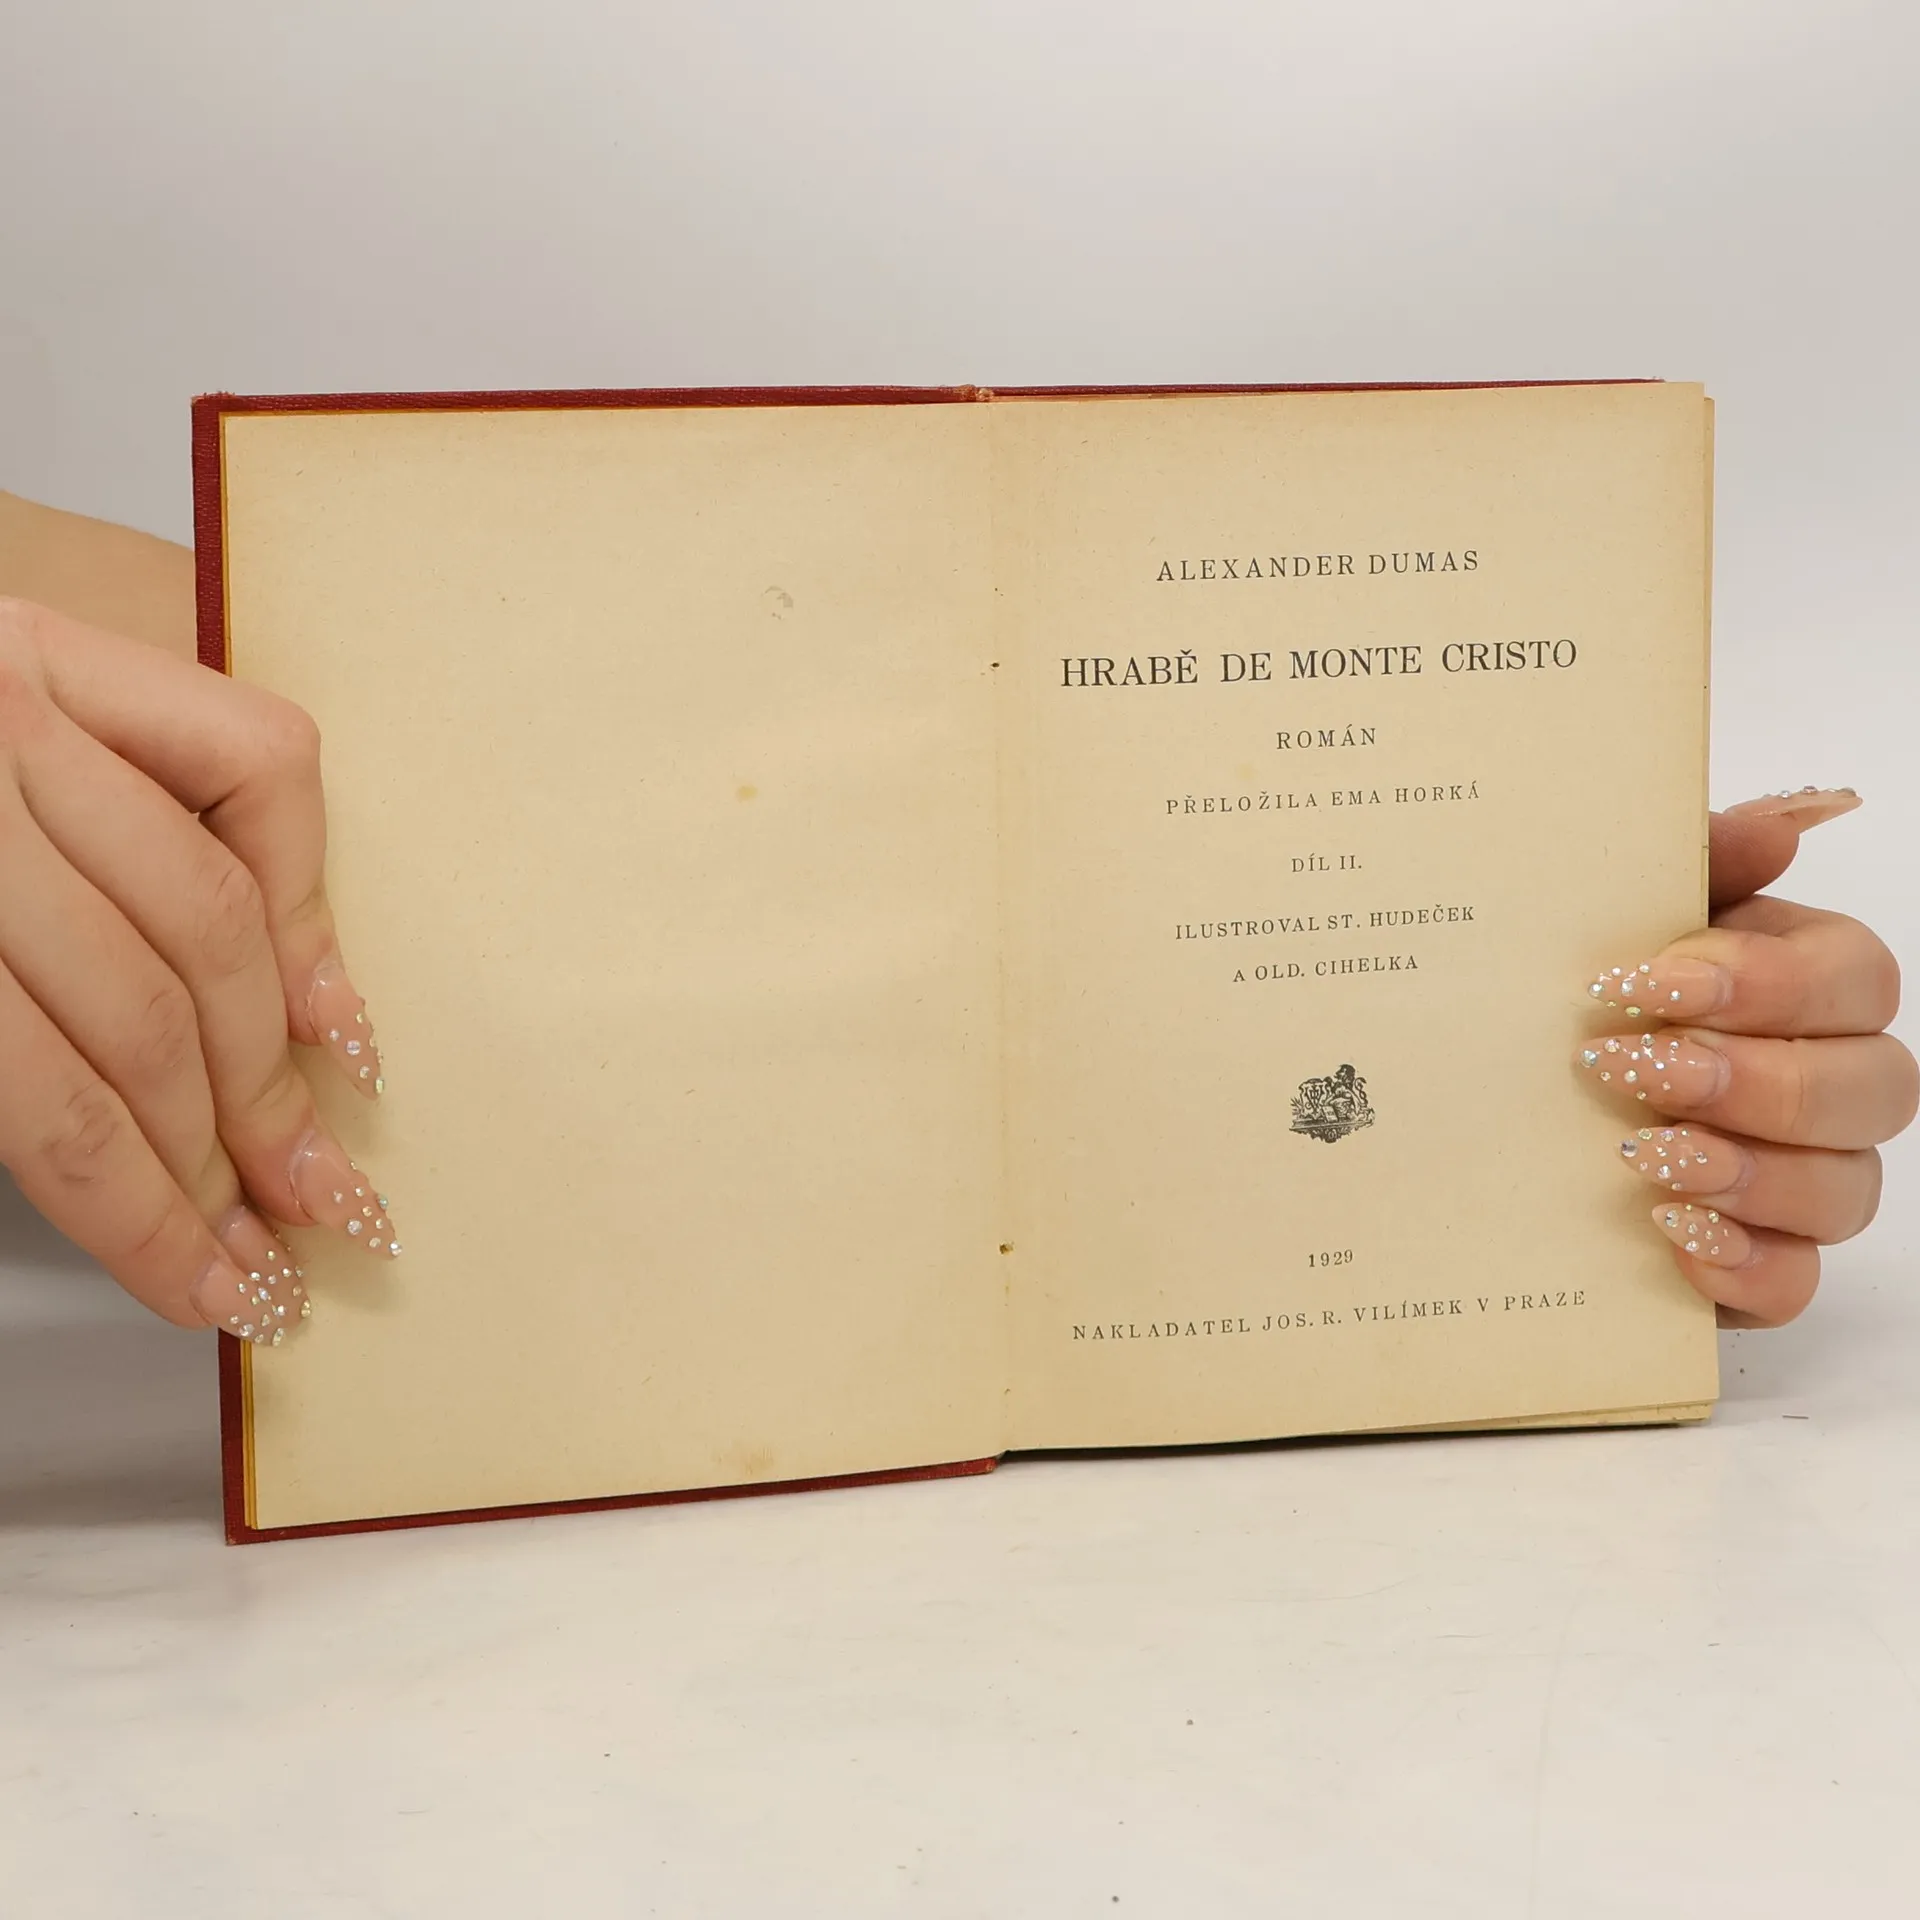 ALEXANDER DUMAS
HRABĚ DE MONTE CRISTO
ROMÁN
PŘELOŽILA EMA HORKÁ
DÍL II.
ILUSTROVAL ST. HUDEČEK
A OLD. CIHELKA
1929
NAKLADATEL JOS. R. VILÍMEK V PRAZE